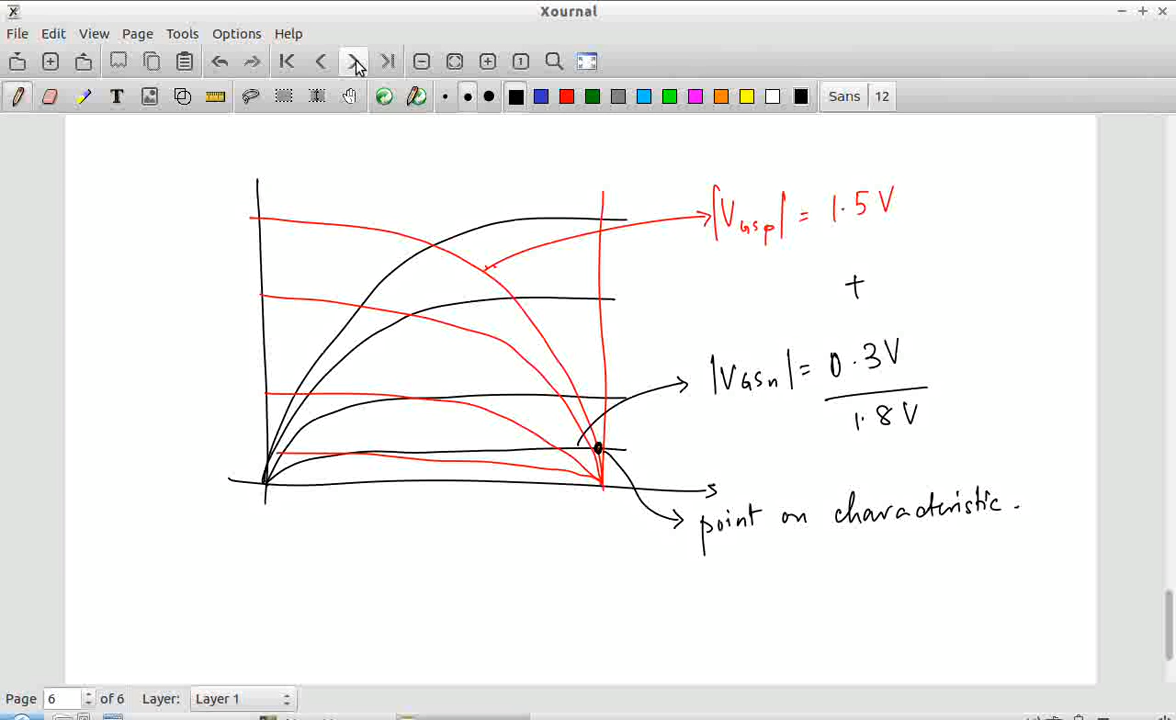 Xournal
File Edit View Page Tools Options Help
Sans 12
|VGSp| = 1.5 V
+
|VGSn| = 0.3V
1.8 V
point on characteristic.
Page 6 of 6 Layer: Layer 1